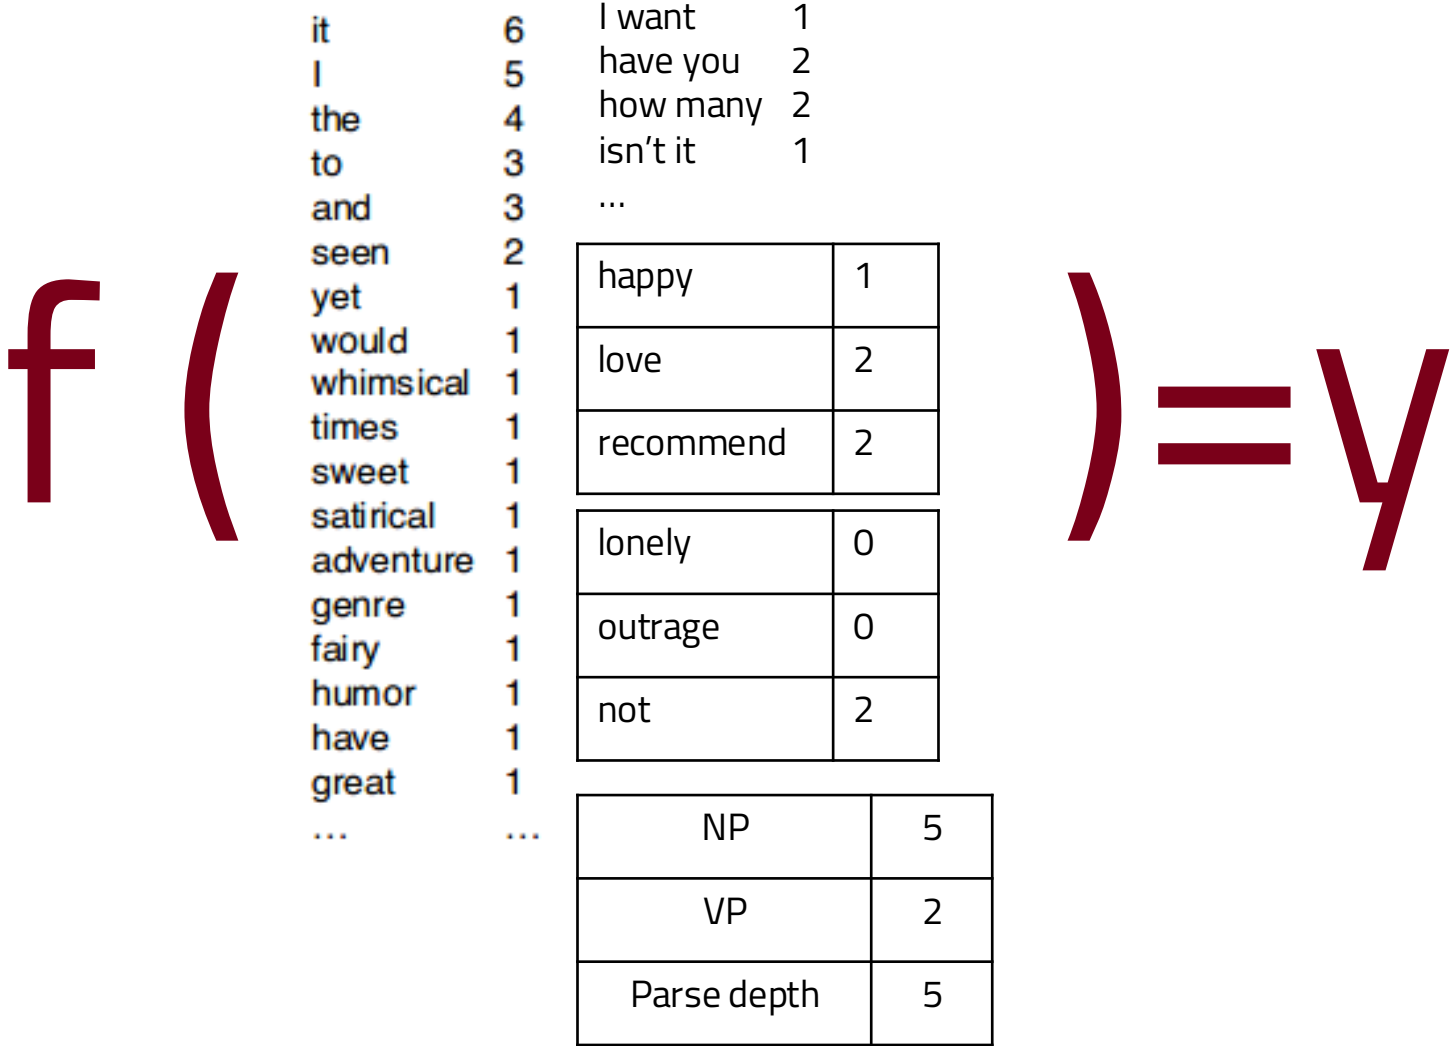 f (
it 6
I 5
the 4
to 3
and 3
seen 2
yet 1
would 1
whimsical 1
times 1
sweet 1
satirical 1
adventure 1
genre 1
fairy 1
humor 1
have 1
great 1
... ...
I want 1
have you 2
how many 2
isn’t it 1
...
happy 1
love 2
recommend 2
lonely 0
outrage 0
not 2
NP 5
VP 2
Parse depth 5
)=y